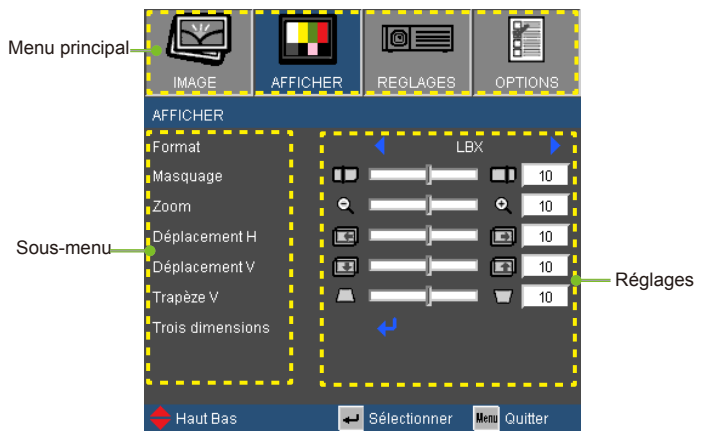 Menu principal
IMAGE AFFICHER REGLAGES OPTIONS
AFFICHER
Format LBX
Masquage 10
Zoom 10
Sous-menu
Déplacement H 10
Déplacement V 10
Réglages
Trapèze V 10
Trois dimensions
Haut Bas Sélectionner Menu Quitter